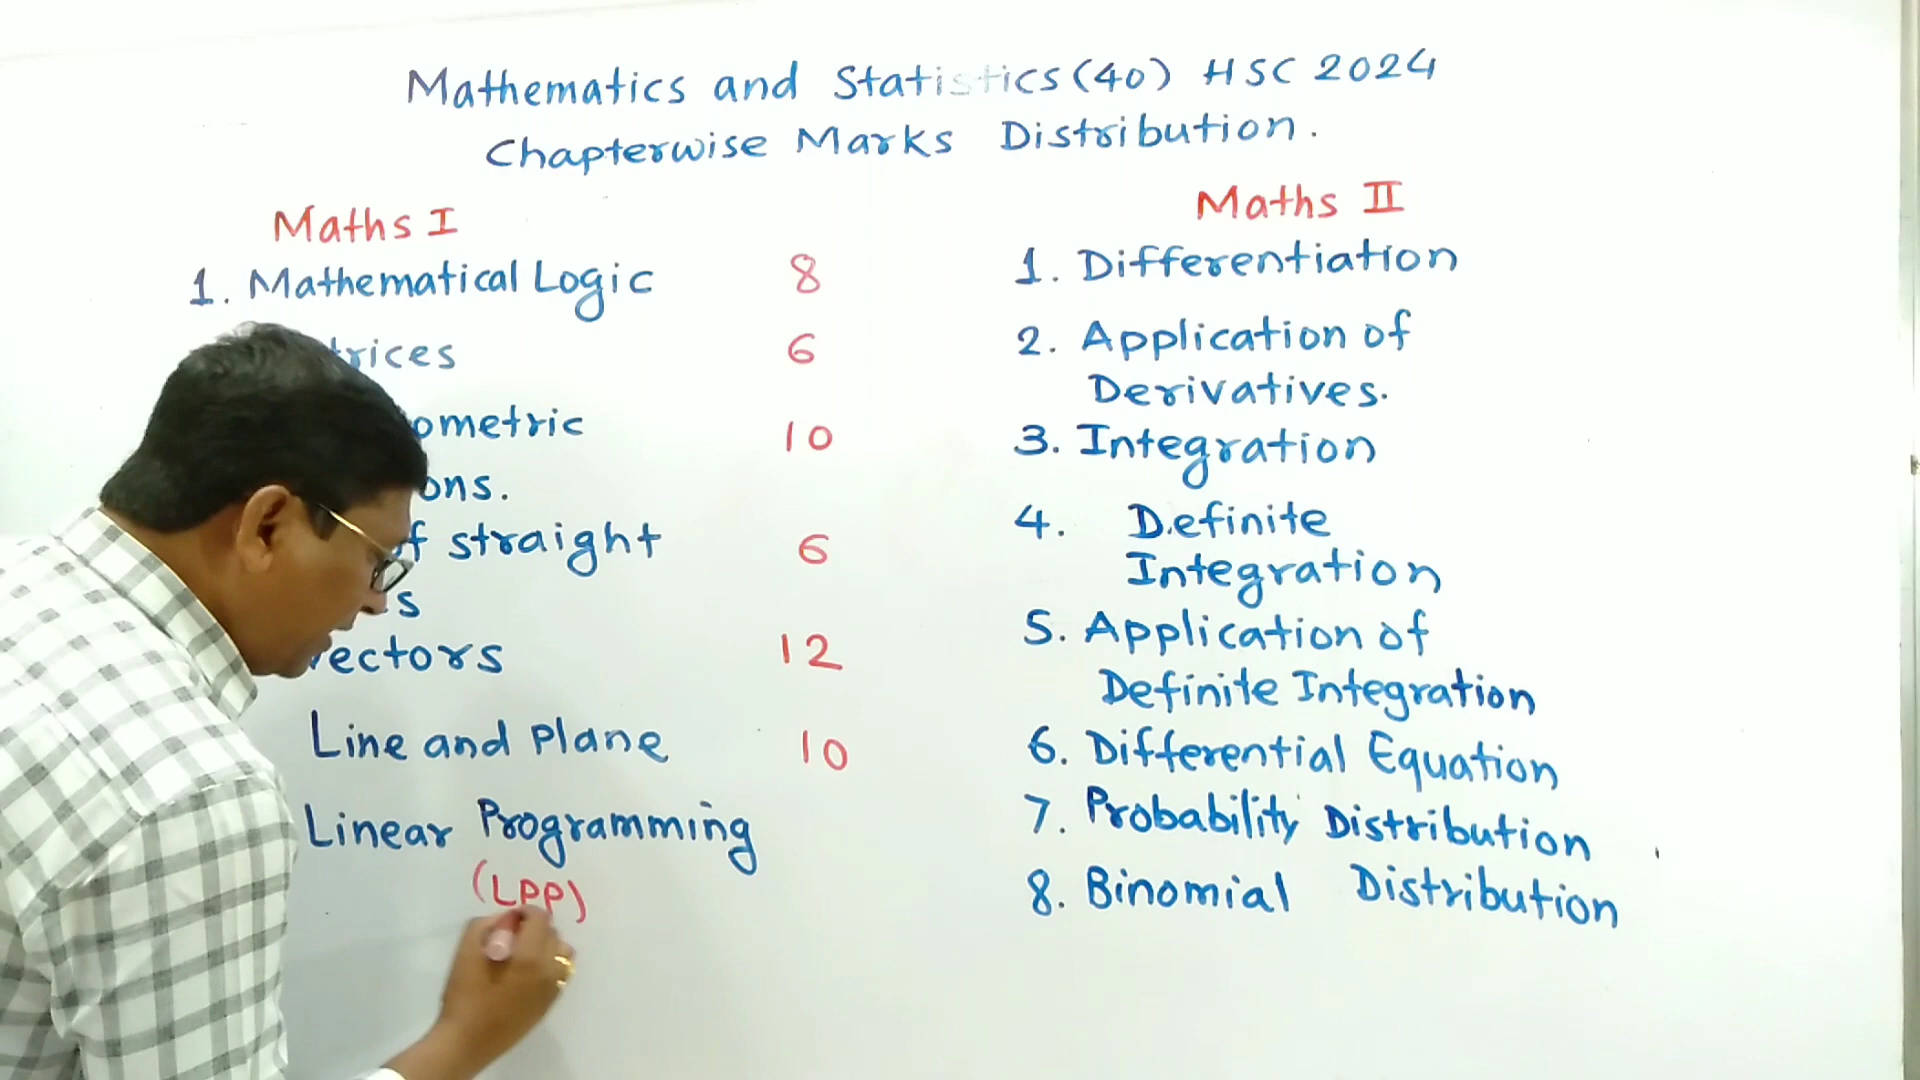 Mathematics and Statistics (40) HSC 2024
Chapterwise Marks Distribution.
Maths I
1. Mathematical Logic 8
trices 6
ometric 10
ons.
f straight 6
s
vectors 12
Line and Plane 10
Linear Programming
(LPP)
Maths II
1. Differentiation
2. Application of
Derivatives.
3. Integration
4. Definite
Integration
5. Application of
Definite Integration
6. Differential Equation
7. Probability Distribution
8. Binomial Distribution